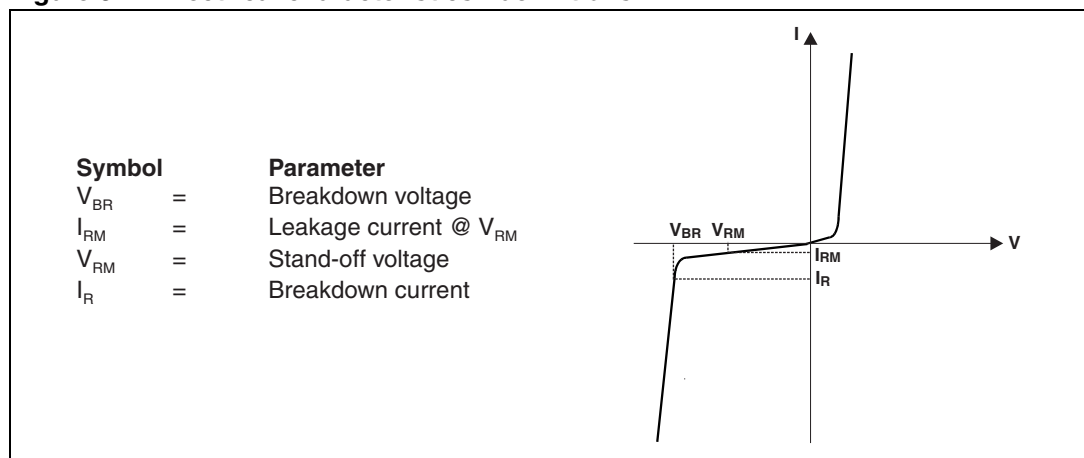 Symbol Parameter
V_BR = Breakdown voltage
I_RM = Leakage current @ V_RM
V_RM = Stand-off voltage
I_R = Breakdown current
I
V_BR V_RM
V
I_RM
I_R